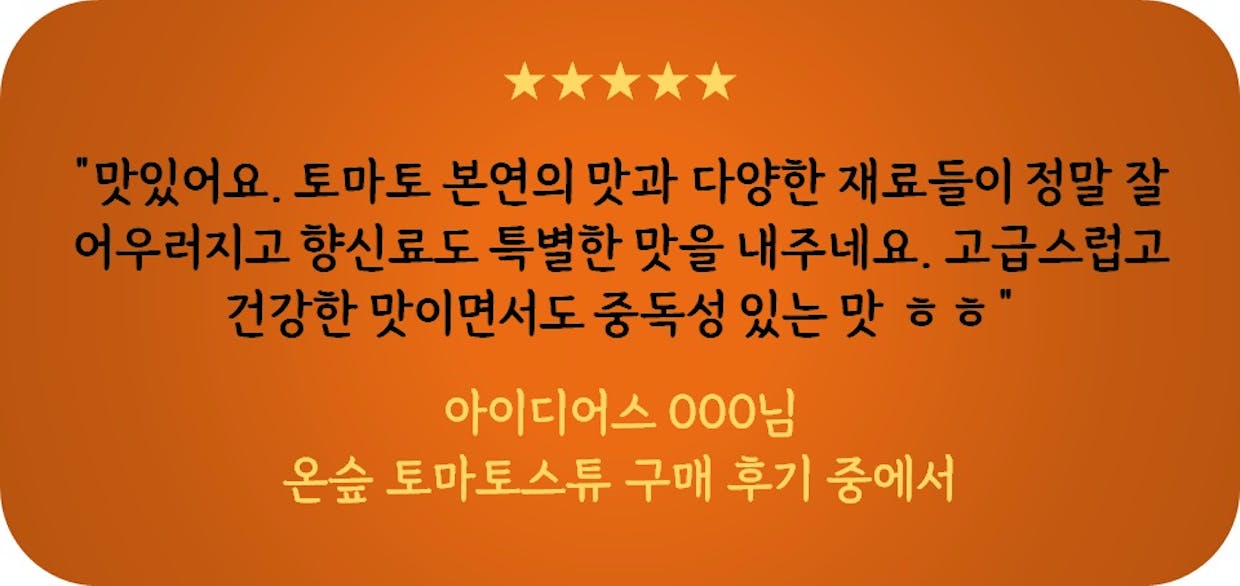 ★★★★★
"맛있어요. 토마토 본연의 맛과 다양한 재료들이 정말 잘
어우러지고 향신료도 특별한 맛을 내주네요. 고급스럽고
건강한 맛이면서도 중독성 있는 맛 ㅎㅎ"
아이디어스 OOO님
온숲 토마토스튜 구매 후기 중에서